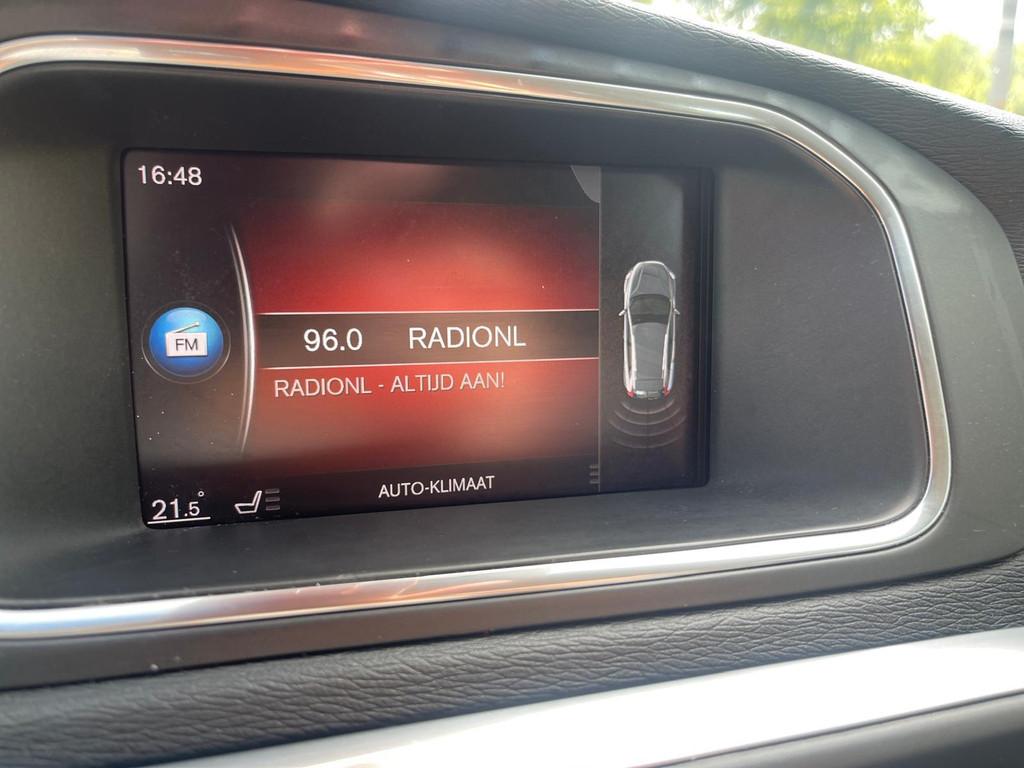 16:48
FM
96.0 RADIONL
RADIONL - ALTIJD AAN!
AUTO-KLIMAAT
21.5°